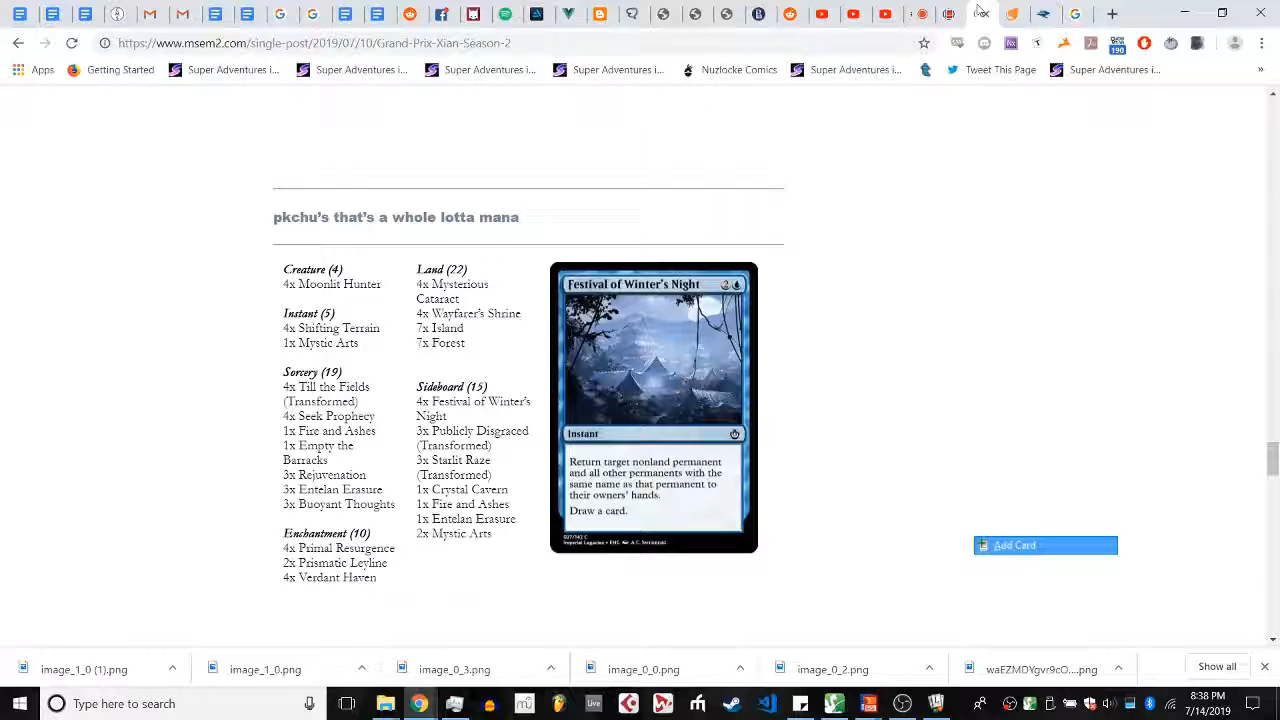 https://www.msem2.com/single-post/2019/07/10/Grand-Prix-Xian-Season-2
190
Apps
Getting Started
Super Adventures i...
Super Adventures i...
Super Adventures i...
Super Adventures i...
Nuzlocke Comics
Super Adventures i...
Tweet This Page
Super Adventures i...
»
pkchu's that's a whole lotta mana
Creature (4)
4x Moonlit Hunter
Instant (5)
4x Shifting Terrain
1x Mystic Arts
Sorcery (19)
4x Till the Fields
(Transformed)
4x Seek Prophecy
1x Fire and Ashes
1x Empty the
Barracks
3x Rejuvenation
3x Entelan Erasure
3x Buoyant Thoughts
Enchantment (10)
4x Primal Resurgence
2x Prismatic Leyline
4x Verdant Haven
Land (22)
4x Mysterious
Cataract
4x Wayfarer's Shrine
7x Island
7x Forest
Sideboard (15)
4x Festival of Winter's
Night
3x Publicly Disgraced
(Transformed)
3x Starlit Raze
(Transformed)
1x Crystal Cavern
1x Fire and Ashes
1x Entelan Erasure
2x Mystic Arts
Festival of Winter's Night
2
Instant
Return target nonland permanent
and all other permanents with the
same name as that permanent to
their owners' hands.
Draw a card.
Add Card
image_1_0 (1).png
image_1_0.png
image_0_3.png
image_0_0.png
image_0_2.png
waEZMDYgvr9cO....png
Show all
Type here to search
Live
8:38 PM
7/14/2019